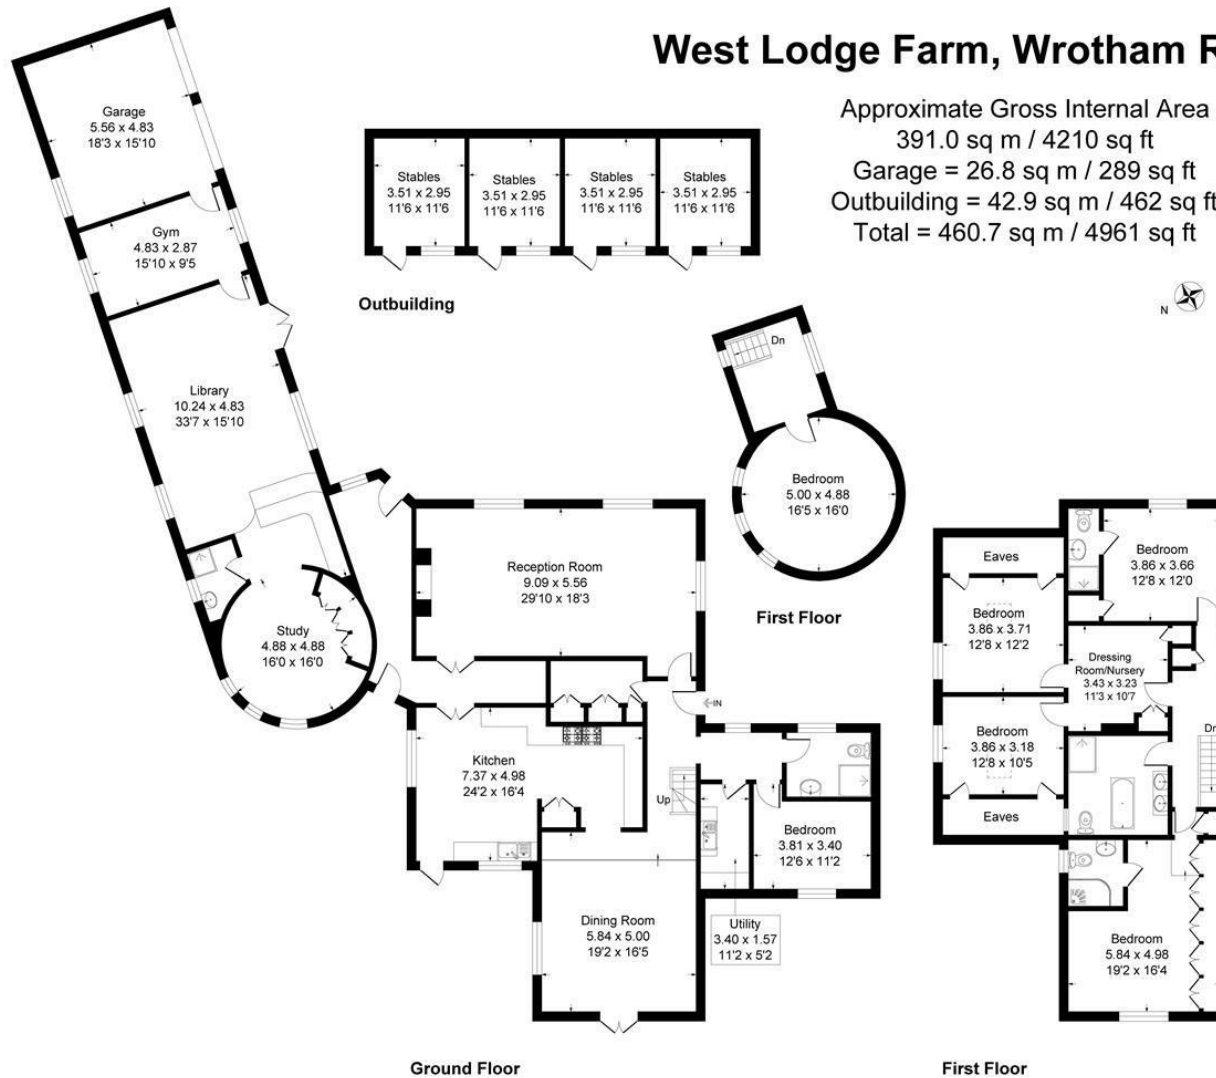 West Lodge Farm, Wrotham R
Approximate Gross Internal Area
391.0 sq m / 4210 sq ft
Garage = 26.8 sq m / 289 sq ft
Outbuilding = 42.9 sq m / 462 sq ft
Total = 460.7 sq m / 4961 sq ft
N
Garage
5.56 x 4.83
18'3 x 15'10
Gym
4.83 x 2.87
15'10 x 9'5
Library
10.24 x 4.83
33'7 x 15'10
Study
4.88 x 4.88
16'0 x 16'0
Stables
3.51 x 2.95
11'6 x 11'6
Stables
3.51 x 2.95
11'6 x 11'6
Stables
3.51 x 2.95
11'6 x 11'6
Stables
3.51 x 2.95
11'6 x 11'6
Outbuilding
Dn
Bedroom
5.00 x 4.88
16'5 x 16'0
First Floor
Reception Room
9.09 x 5.56
29'10 x 18'3
IN
Kitchen
7.37 x 4.98
24'2 x 16'4
Up
Bedroom
3.81 x 3.40
12'6 x 11'2
Dining Room
5.84 x 5.00
19'2 x 16'5
Utility
3.40 x 1.57
11'2 x 5'2
Ground Floor
Eaves
Bedroom
3.86 x 3.66
12'8 x 12'0
Bedroom
3.86 x 3.71
12'8 x 12'2
Dressing
Room/Nursery
3.43 x 3.23
11'3 x 10'7
Bedroom
3.86 x 3.18
12'8 x 10'5
Dn
Eaves
Bedroom
5.84 x 4.98
19'2 x 16'4
First Floor